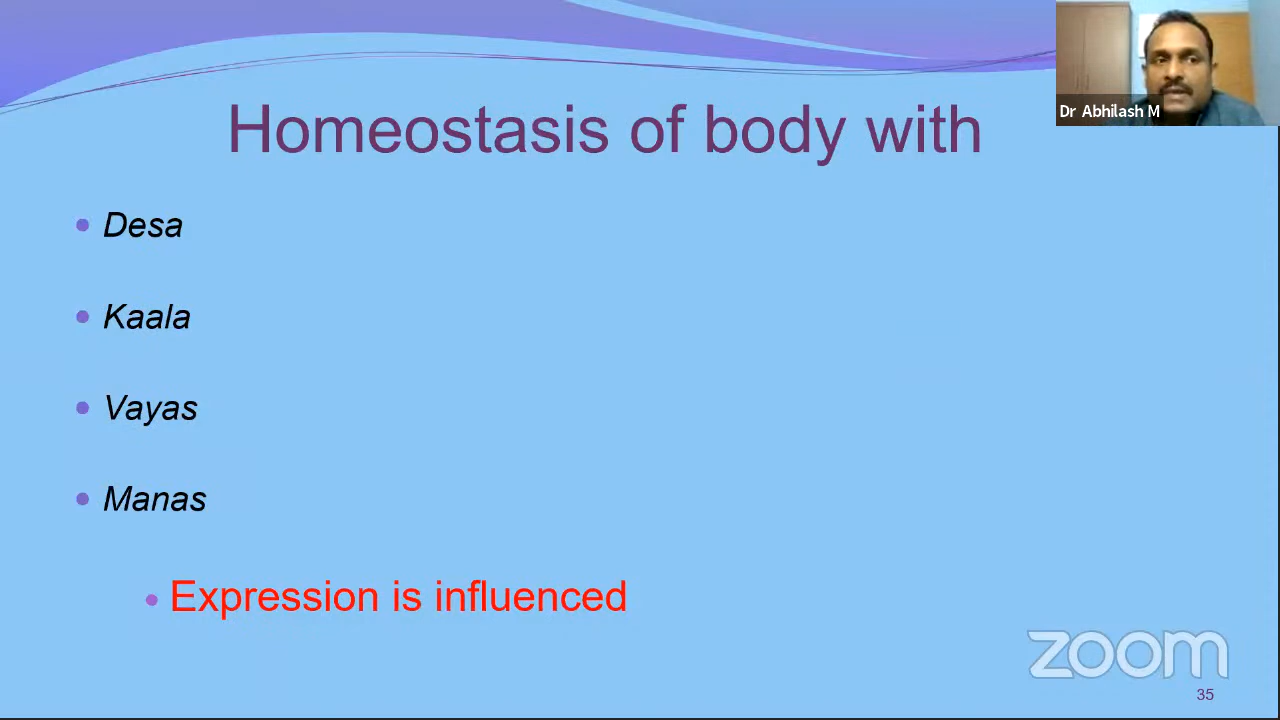 Dr Abhilash M
Homeostasis of body with
Desa
Kaala
Vayas
Manas
Expression is influenced
zoom
35